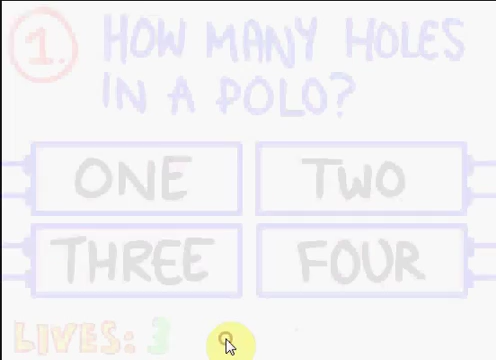 1. HOW MANY HOLES
IN A POLO?
ONE
TWO
THREE
FOUR
LIVES: 3